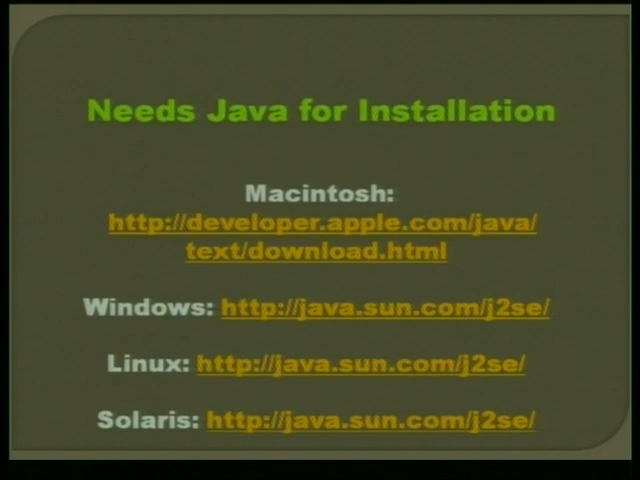 Needs Java for Installation
Macintosh:
http://developer.apple.com/java/
text/download.html
Windows: http://java.sun.com/j2se/
Linux: http://java.sun.com/j2se/
Solaris: http://java.sun.com/j2se/